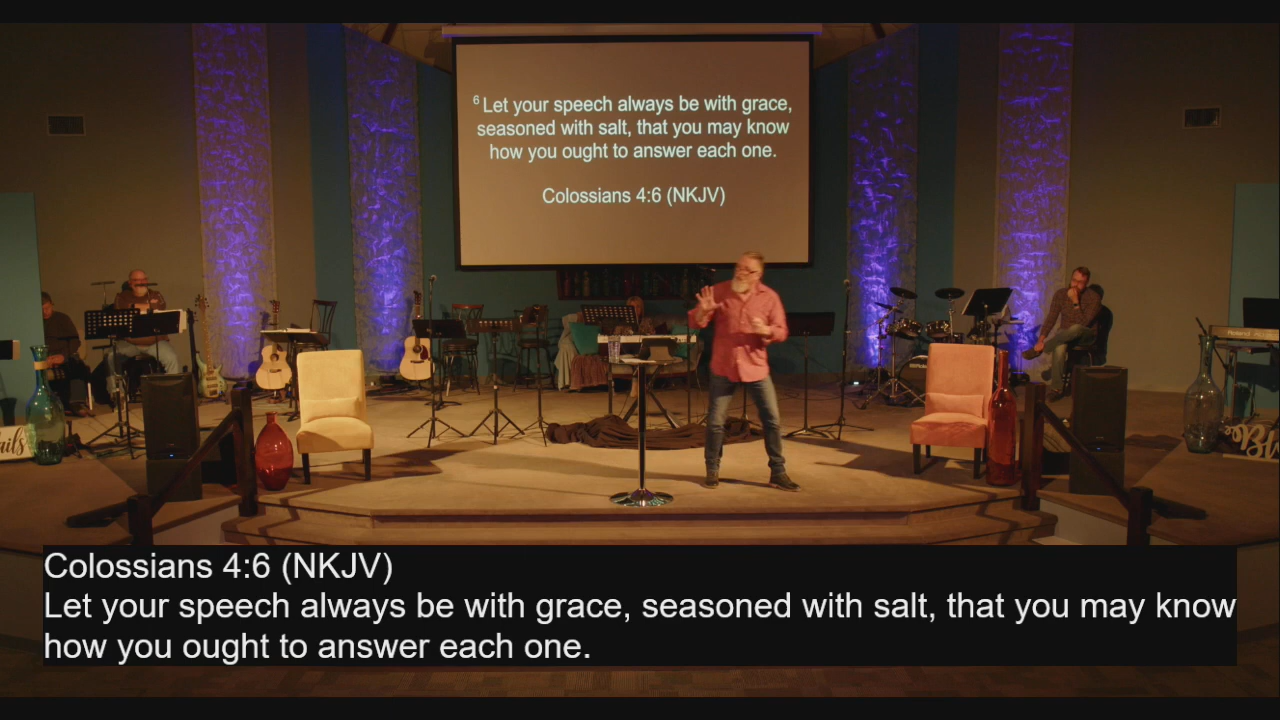 6 Let your speech always be with grace,
seasoned with salt, that you may know
how you ought to answer each one.
Colossians 4:6 (NKJV)
Colossians 4:6 (NKJV)
Let your speech always be with grace, seasoned with salt, that you may know
how you ought to answer each one.